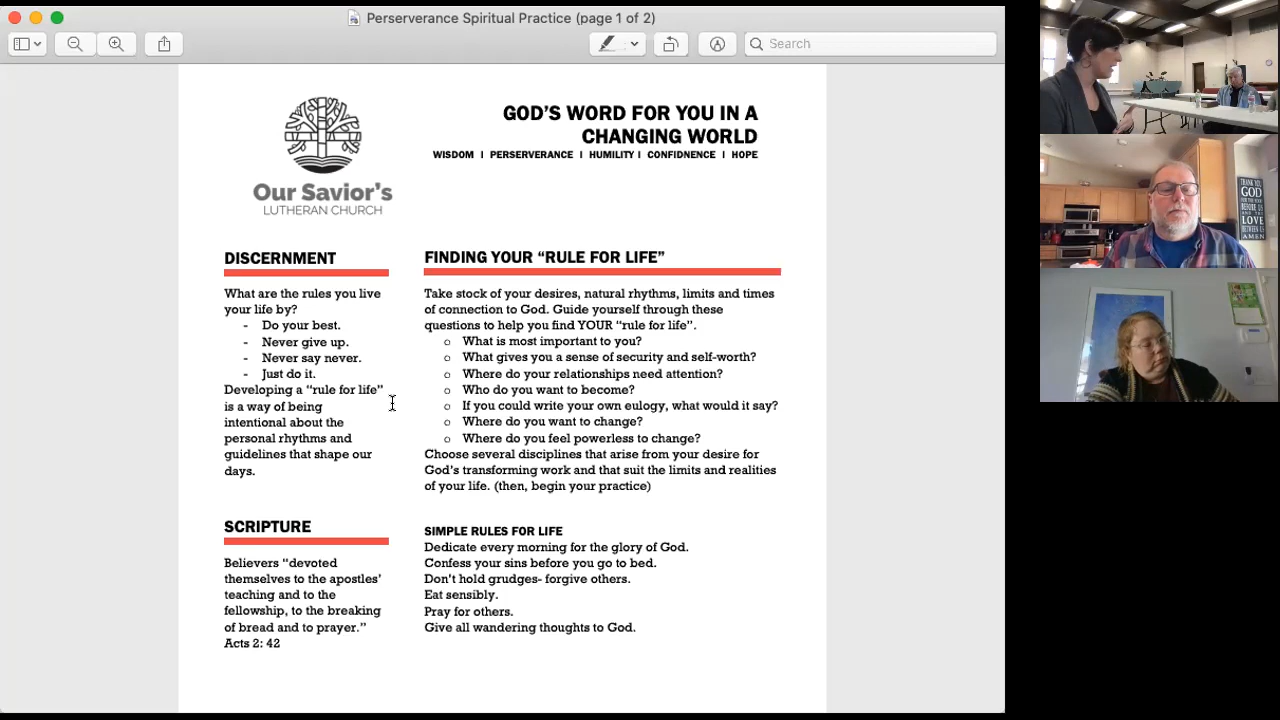 Perserverance Spiritual Practice (page 1 of 2)
Search
GOD'S WORD FOR YOU IN A
CHANGING WORLD
WISDOM I PERSERVERANCE I HUMILITY I CONFIDNENCE I HOPE
Our Savior's
LUTHERAN CHURCH
DISCERNMENT
What are the rules you live
your life by?
- Do your best.
- Never give up.
- Never say never.
- Just do it.
Developing a “rule for life”
is a way of being
intentional about the
personal rhythms and
guidelines that shape our
days.
FINDING YOUR “RULE FOR LIFE”
Take stock of your desires, natural rhythms, limits and times
of connection to God. Guide yourself through these
questions to help you find YOUR “rule for life”.
o What is most important to you?
o What gives you a sense of security and self-worth?
o Where do your relationships need attention?
o Who do you want to become?
o If you could write your own eulogy, what would it say?
o Where do you want to change?
o Where do you feel powerless to change?
Choose several disciplines that arise from your desire for
God's transforming work and that suit the limits and realities
of your life. (then, begin your practice)
SCRIPTURE
Believers “devoted
themselves to the apostles'
teaching and to the
fellowship, to the breaking
of bread and to prayer.”
Acts 2: 42
SIMPLE RULES FOR LIFE
Dedicate every morning for the glory of God.
Confess your sins before you go to bed.
Don't hold grudges- forgive others.
Eat sensibly.
Pray for others.
Give all wandering thoughts to God.
THANK YOU
GOD
BEFORE US
AND THE
LOVE
BETWEEN US
AMEN